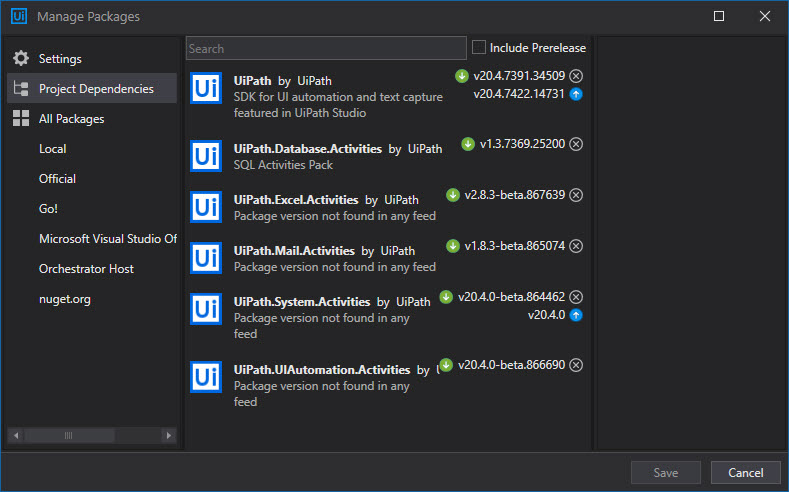 Ui Manage Packages
Settings
Project Dependencies
All Packages
Local
Official
Go!
Microsoft Visual Studio Of
Orchestrator Host
nuget.org
Search
Include Prerelease
Ui
UiPath by UiPath
v20.4.7391.34509
SDK for UI automation and text capture
v20.4.7422.14731
featured in UiPath Studio
Ui
UiPath.Database.Activities by UiPath
v1.3.7369.25200
SQL Activities Pack
Ui
UiPath.Excel.Activities by UiPath
v2.8.3-beta.867639
Package version not found in any feed
Ui
UiPath.Mail.Activities by UiPath
v1.8.3-beta.865074
Package version not found in any feed
Ui
UiPath.System.Activities by UiPath
v20.4.0-beta.864462
Package version not found in any
v20.4.0
feed
Ui
UiPath.UIAutomation.Activities by
v20.4.0-beta.866690
Package version not found in any
feed
Save
Cancel